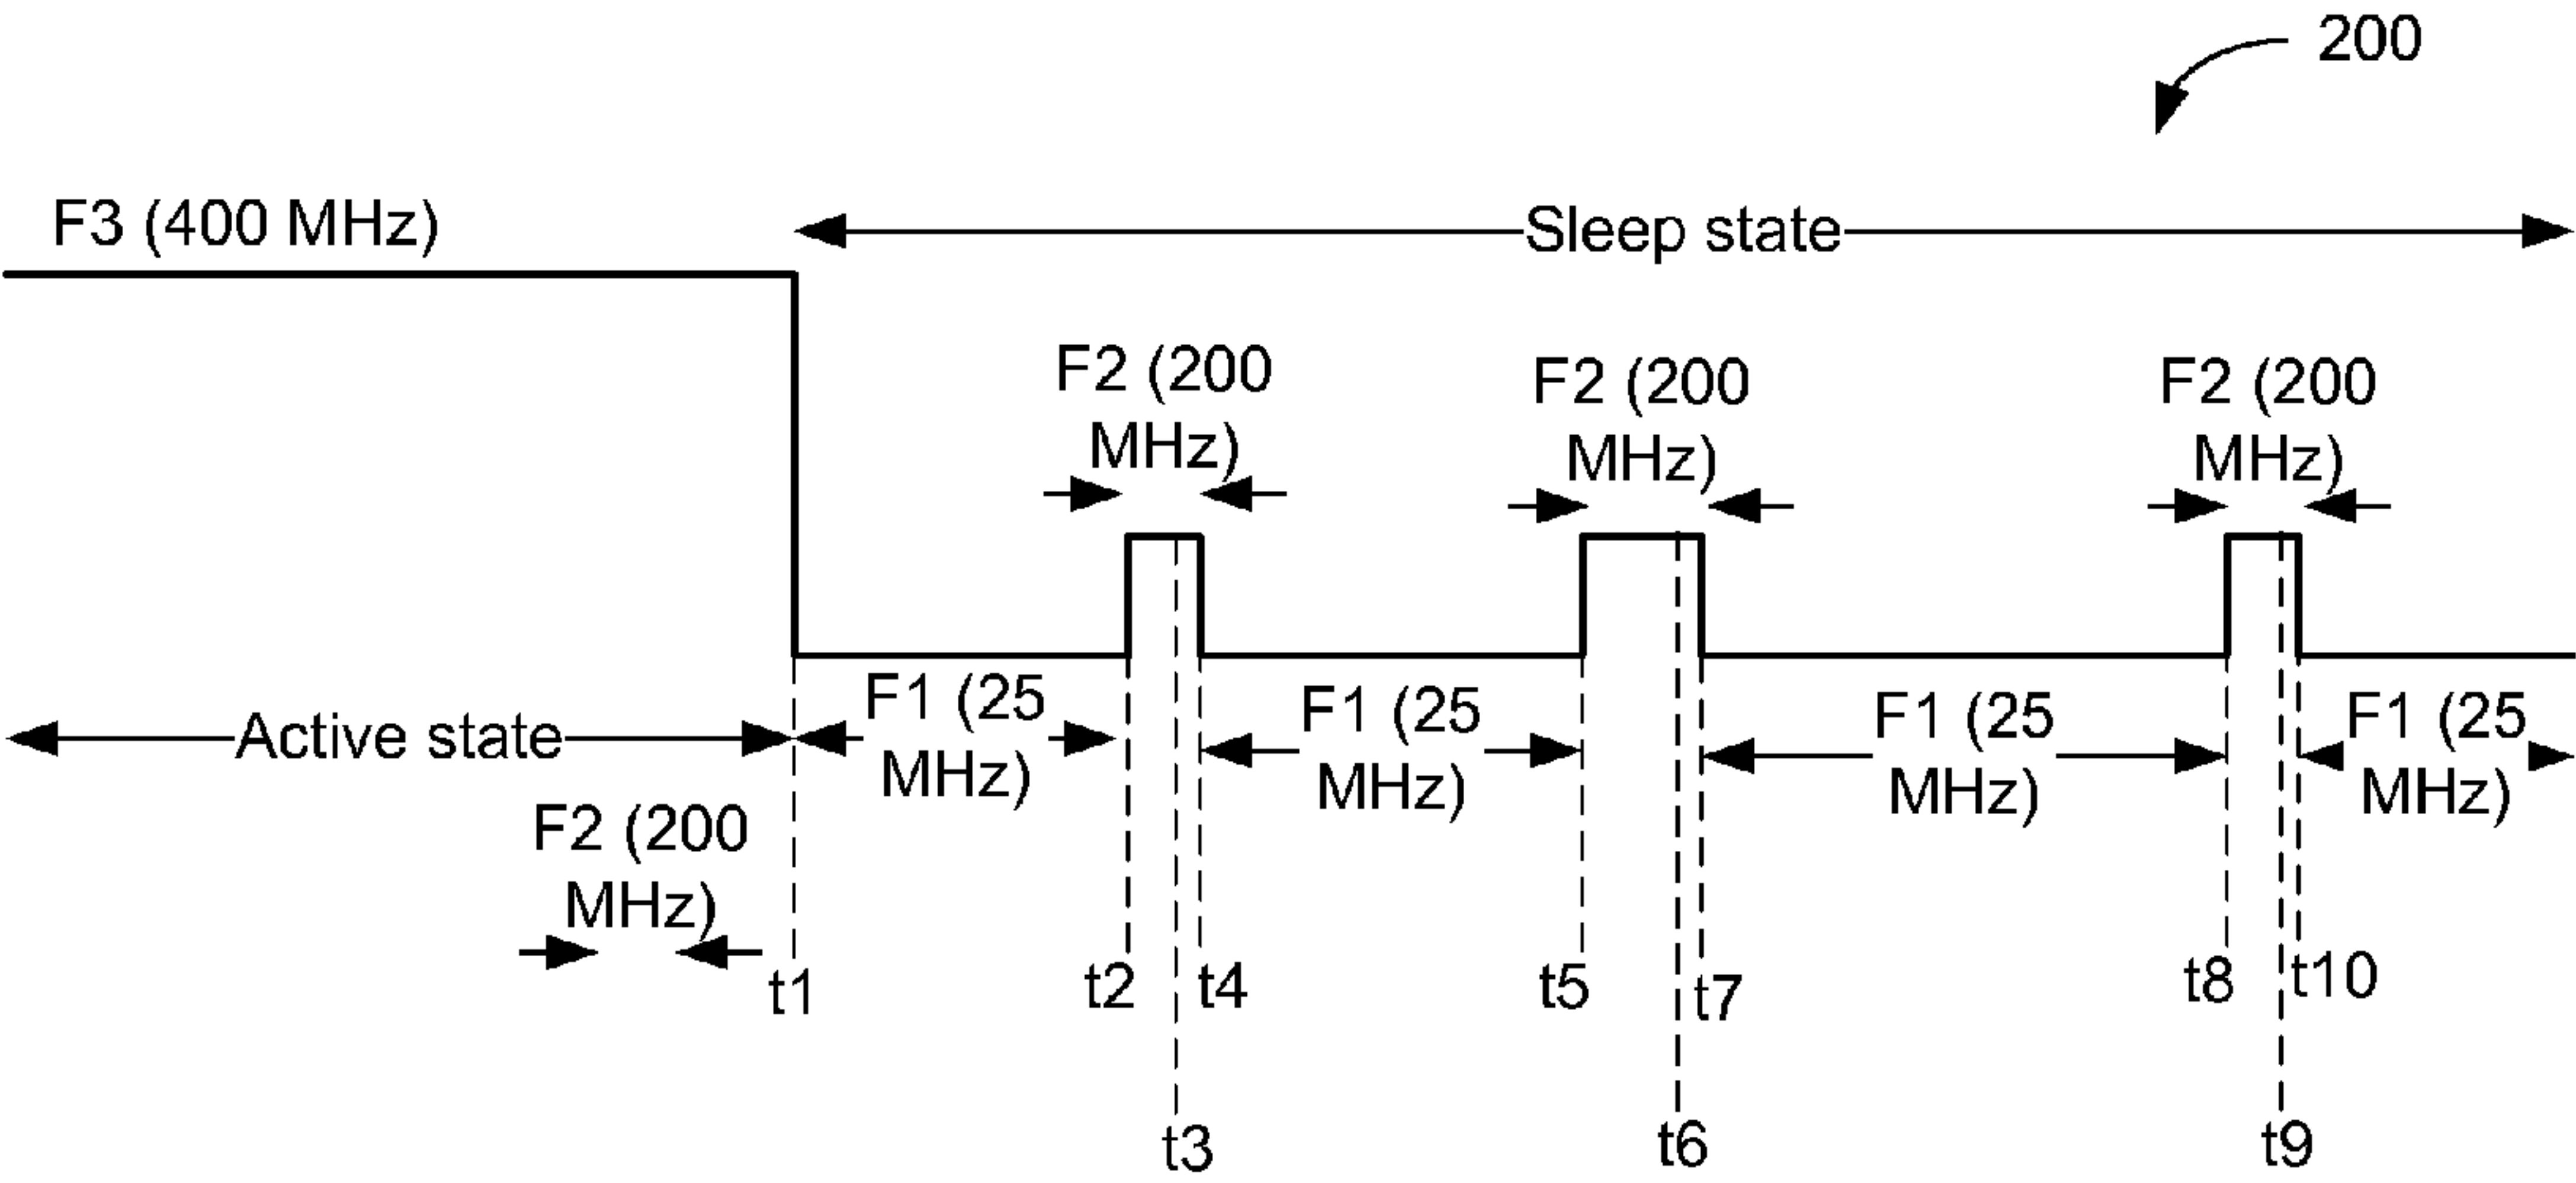 200
F3 (400 MHz)
Sleep state
F2 (200
MHz)
F2 (200
MHz)
F2 (200
MHz)
Active state
F1 (25
MHz)
F1 (25
MHz)
F1 (25
MHz)
F1 (25
MHz)
F2 (200
MHz)
t1
t2
t4
t5
t7
t8
t10
t3
t6
t9